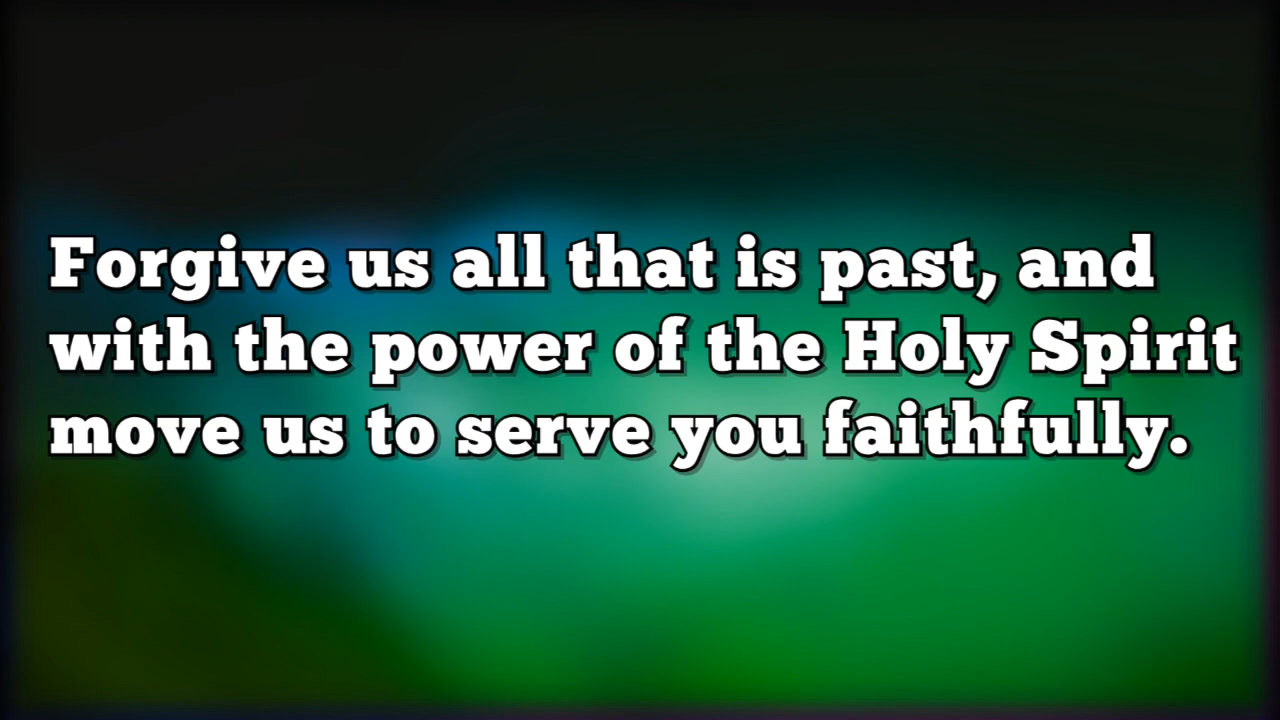 Forgive us all that is past, and
with the power of the Holy Spirit
move us to serve you faithfully.